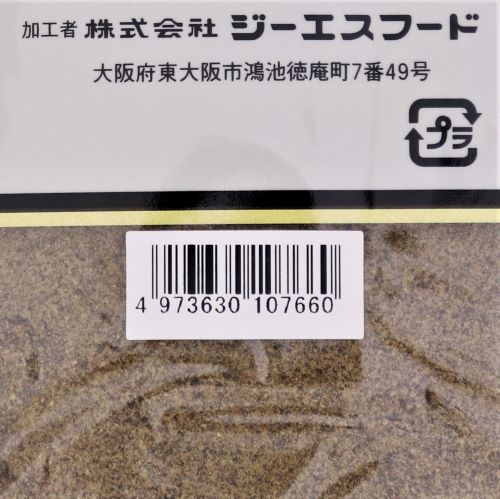 加工者 株式会社 ジーエスフード
大阪府東大阪市鴻池徳庵町7番49号
プラ
4 973630 107660